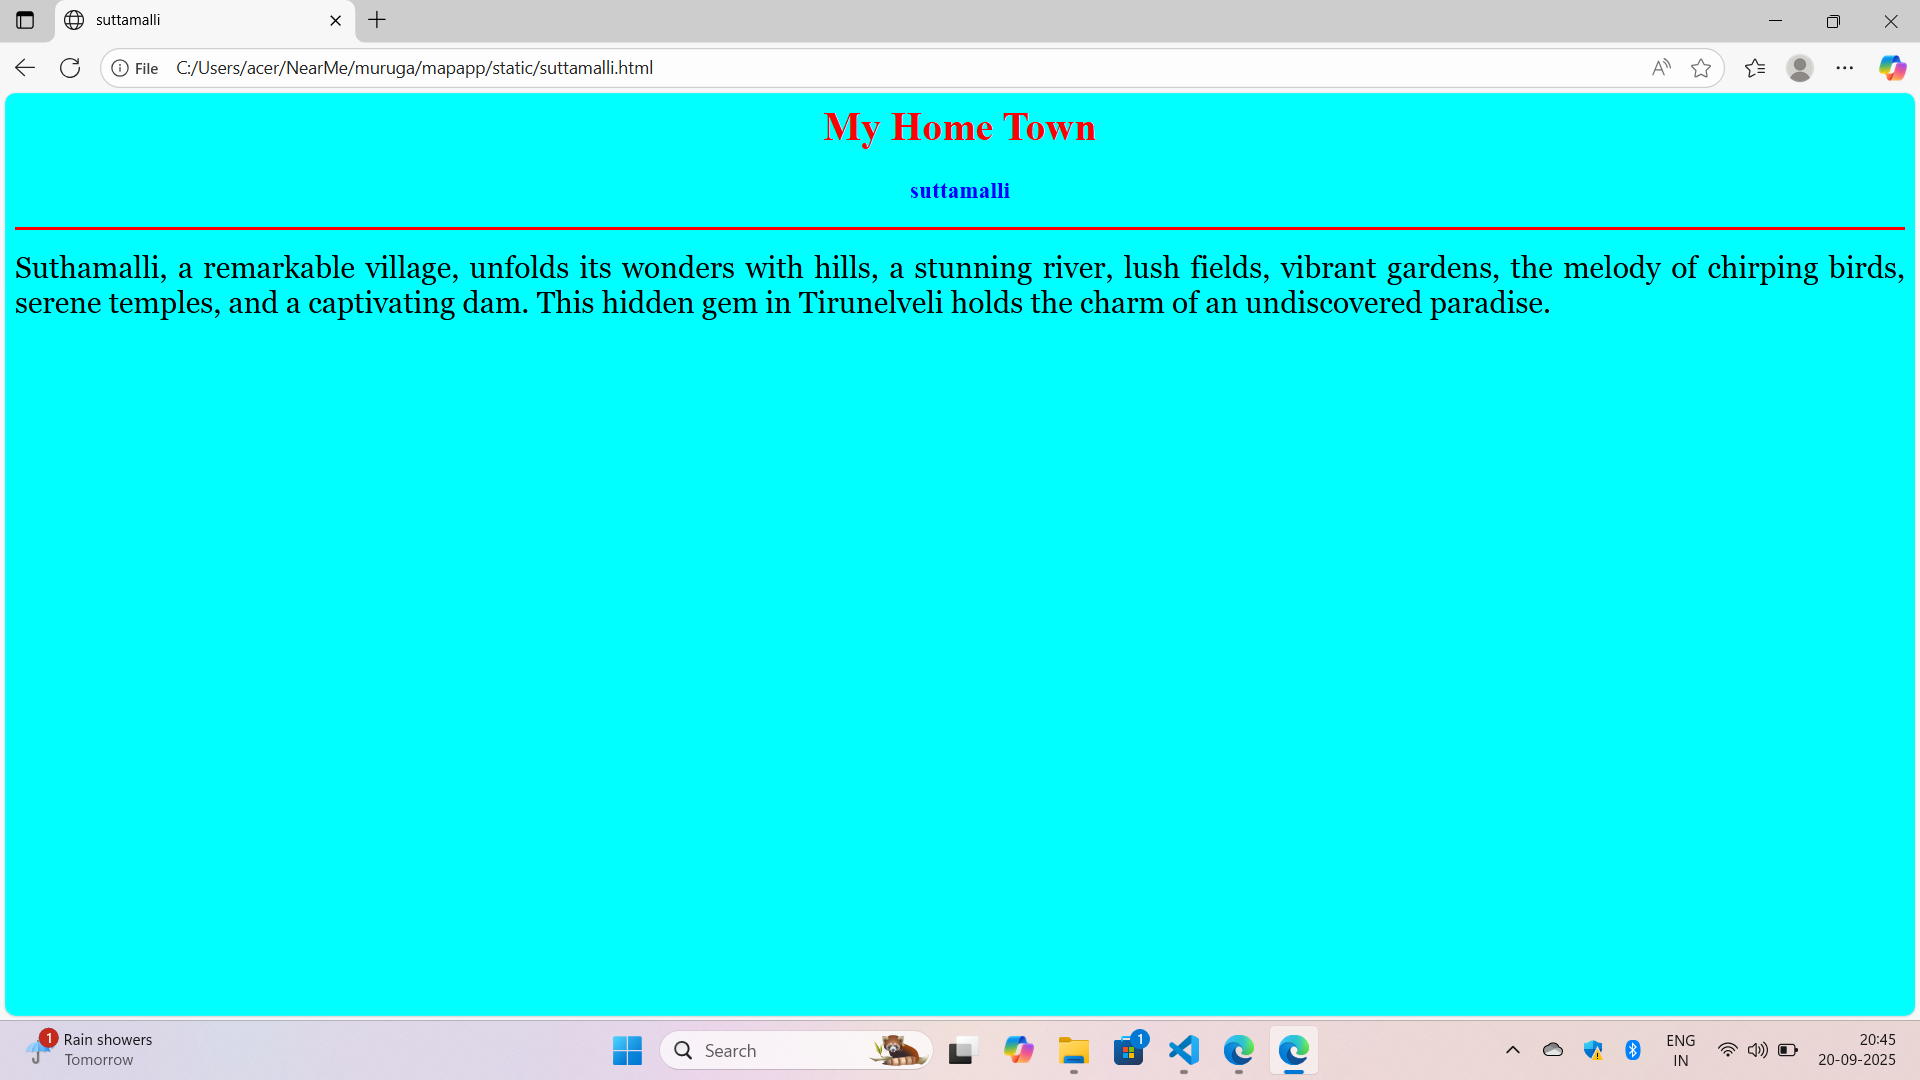 suttamalli
File C:/Users/acer/NearMe/muruga/mapapp/static/suttamalli.html
My Home Town
suttamalli
Suthamalli, a remarkable village, unfolds its wonders with hills, a stunning river, lush fields, vibrant gardens, the melody of chirping birds,
serene temples, and a captivating dam. This hidden gem in Tirunelveli holds the charm of an undiscovered paradise.
1 Rain showers
Tomorrow
Search
1
ENG
IN
20:45
20-09-2025